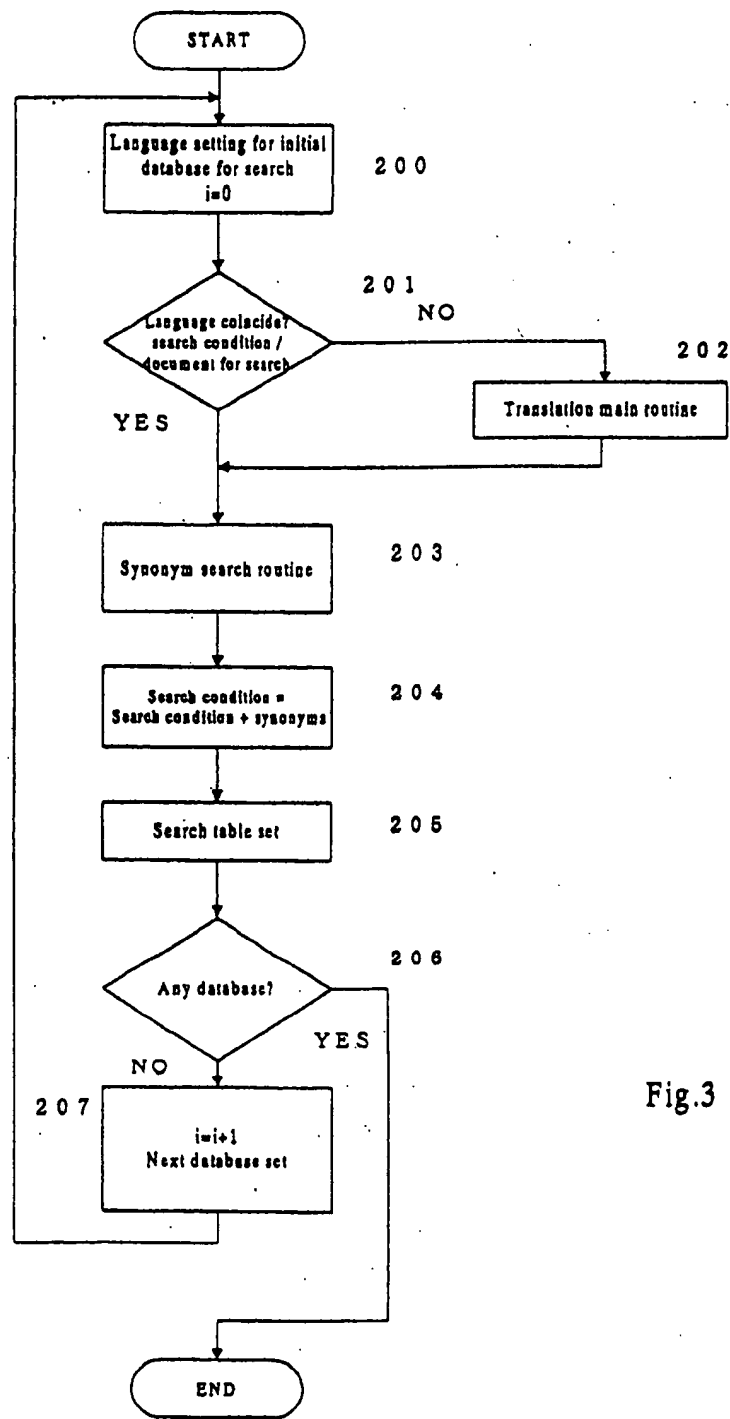 START
Language setting for initial
database for search
i=0
200
201
Language coincide?
search condition /
document for search
NO
202
Translation main routine
YES
203
Synonym search routine
204
Search condition =
Search condition + synonyms
205
Search table set
206
Any database?
YES
NO
207
i=i+1
Next database set
Fig.3
END